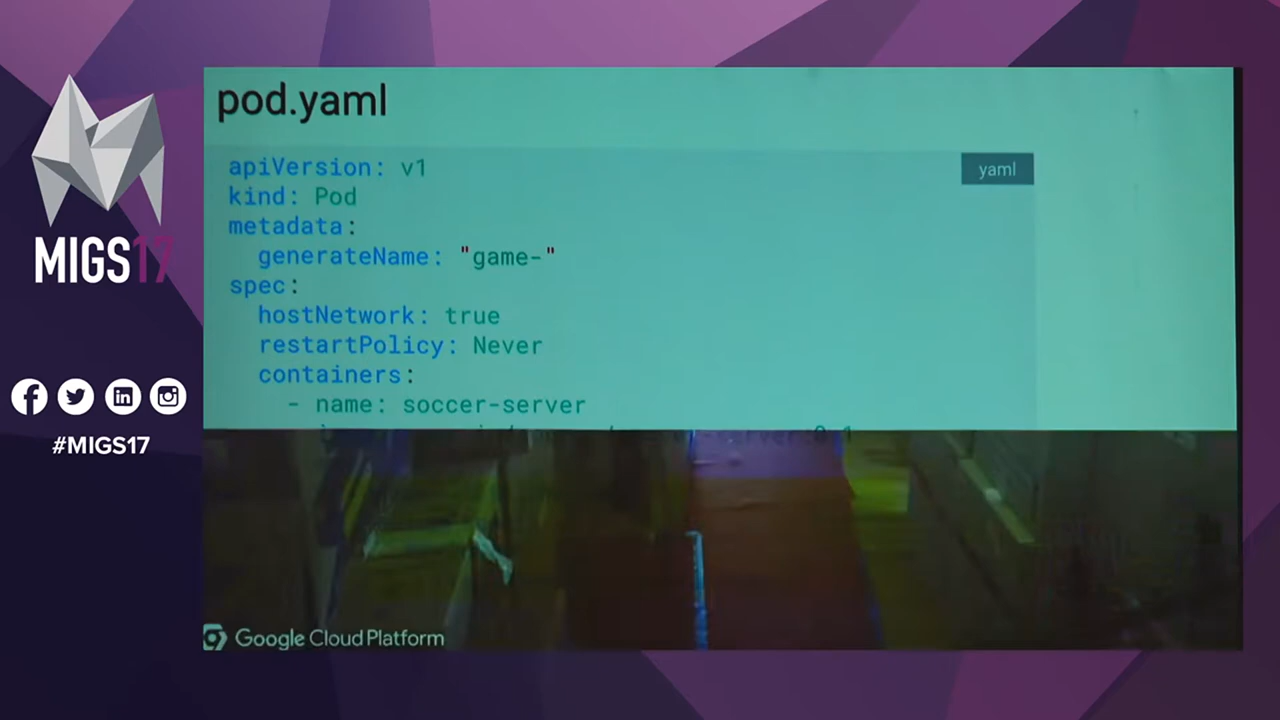 pod.yaml
apiVersion: v1
yaml
kind: Pod
metadata:
generateName: "game-"
spec:
hostNetwork: true
restartPolicy: Never
containers:
- name: soccer-server
MIGS17
#MIGS17
Google Cloud Platform